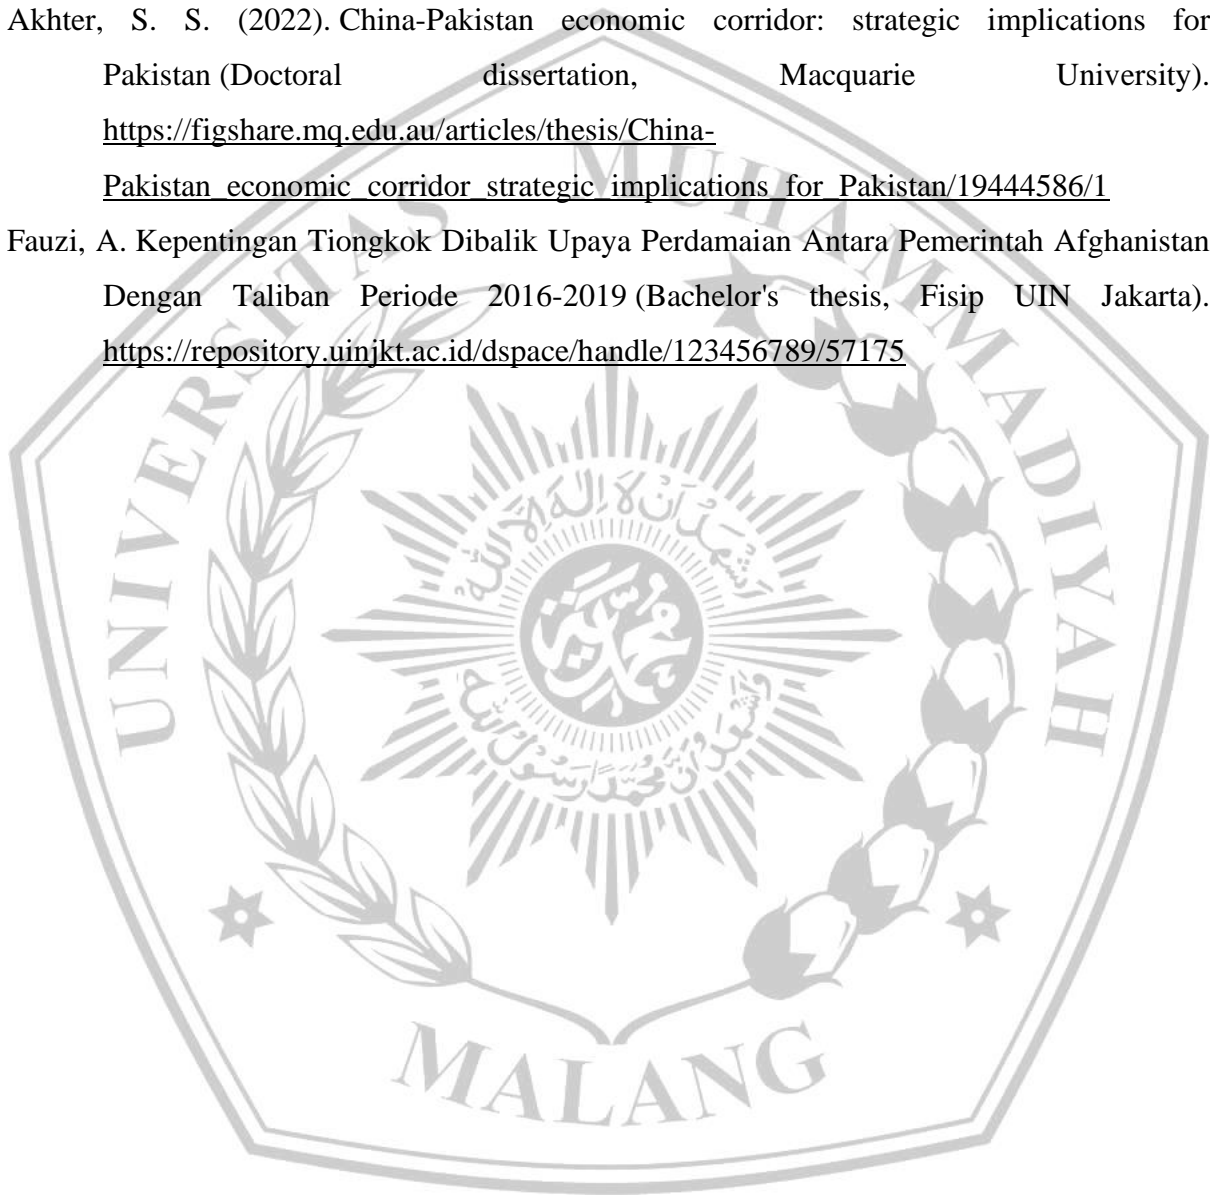 Akhter, S. S. (2022). China-Pakistan economic corridor: strategic implications for
Pakistan (Doctoral dissertation, Macquarie University).
https://figshare.mq.edu.au/articles/thesis/China-
Pakistan_economic_corridor_strategic_implications_for_Pakistan/19444586/1
Fauzi, A. Kepentingan Tiongkok Dibalik Upaya Perdamaian Antara Pemerintah Afghanistan
Dengan Taliban Periode 2016-2019 (Bachelor's thesis, Fisip UIN Jakarta).
https://repository.uinjkt.ac.id/dspace/handle/123456789/57175
UNIVERSITAS MUHAMMADIYAH
MALANG